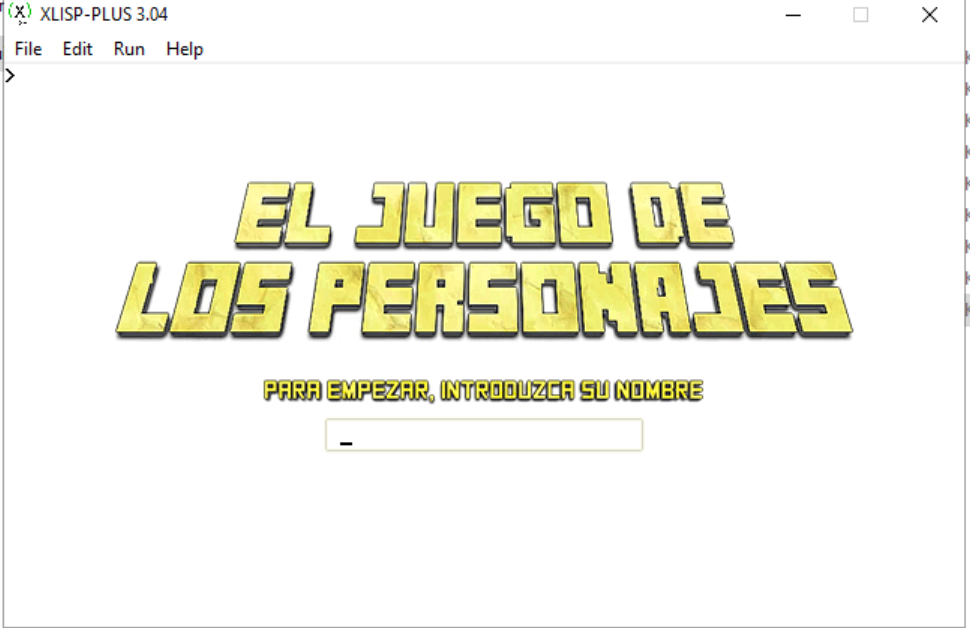 XLISP-PLUS 3.04
File Edit Run Help
>
EL JUEGO DE
LOS PERSONAJES
PARA EMPEZAR, INTRODUZCA SU NOMBRE
_